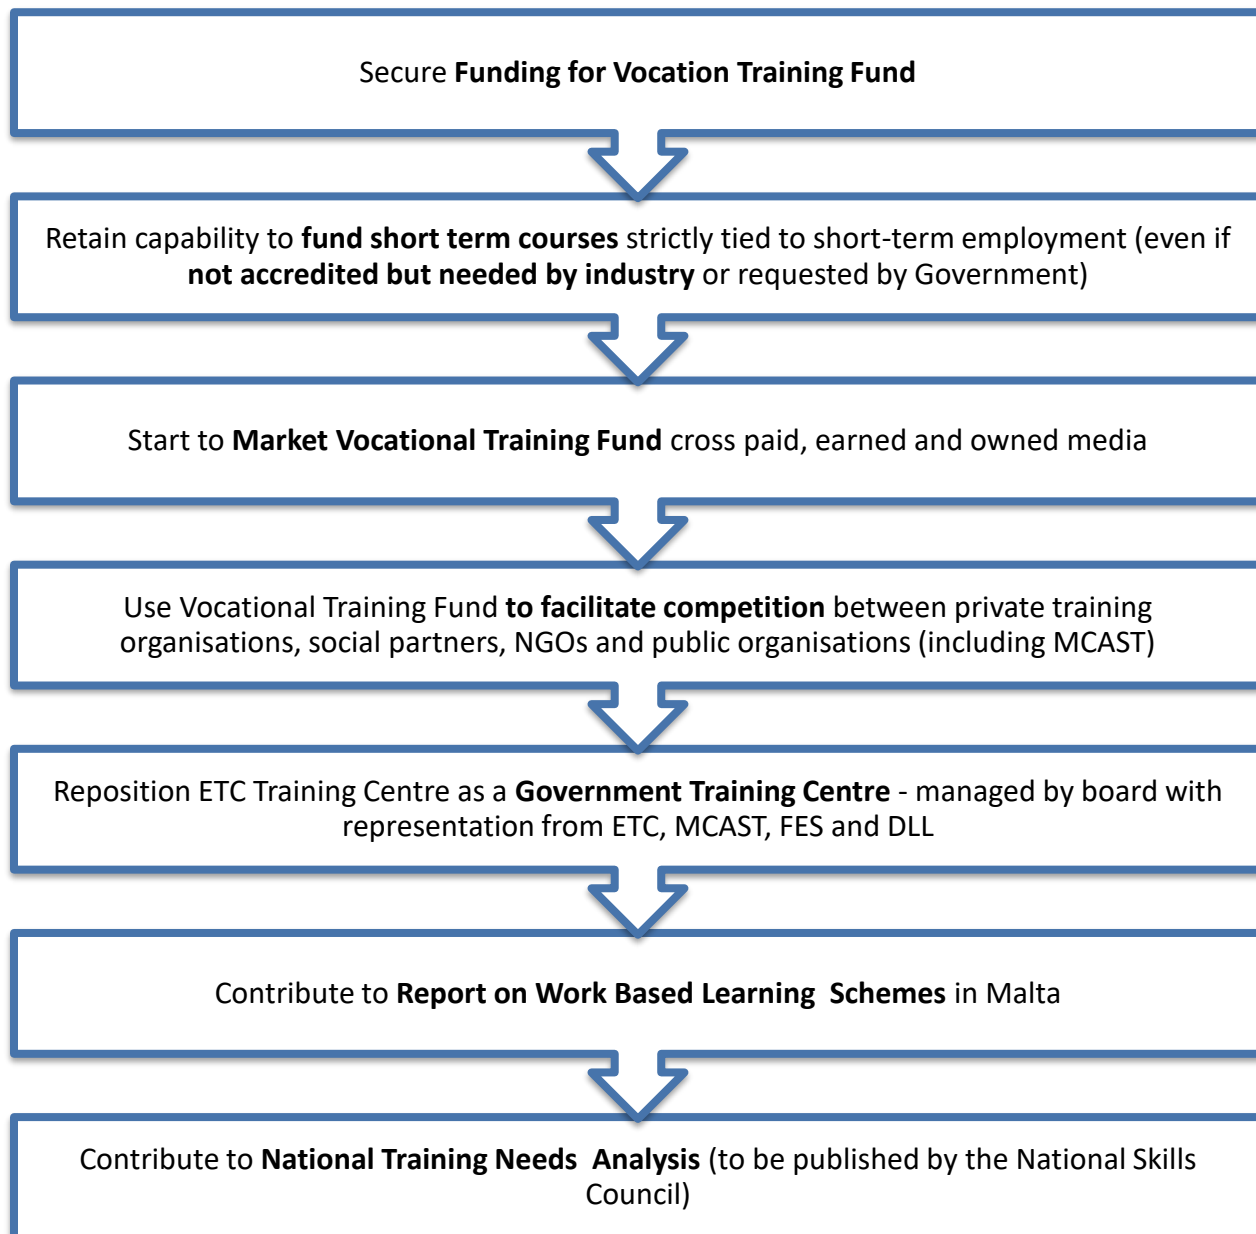 Secure Funding for Vocation Training Fund
Retain capability to fund short term courses strictly tied to short-term employment (even if
not accredited but needed by industry or requested by Government)
Start to Market Vocational Training Fund cross paid, earned and owned media
Use Vocational Training Fund to facilitate competition between private training
organisations, social partners, NGOs and public organisations (including MCAST)
Reposition ETC Training Centre as a Government Training Centre - managed by board with
representation from ETC, MCAST, FES and DLL
Contribute to Report on Work Based Learning  Schemes in Malta
Contribute to National Training Needs  Analysis (to be published by the National Skills
Council)